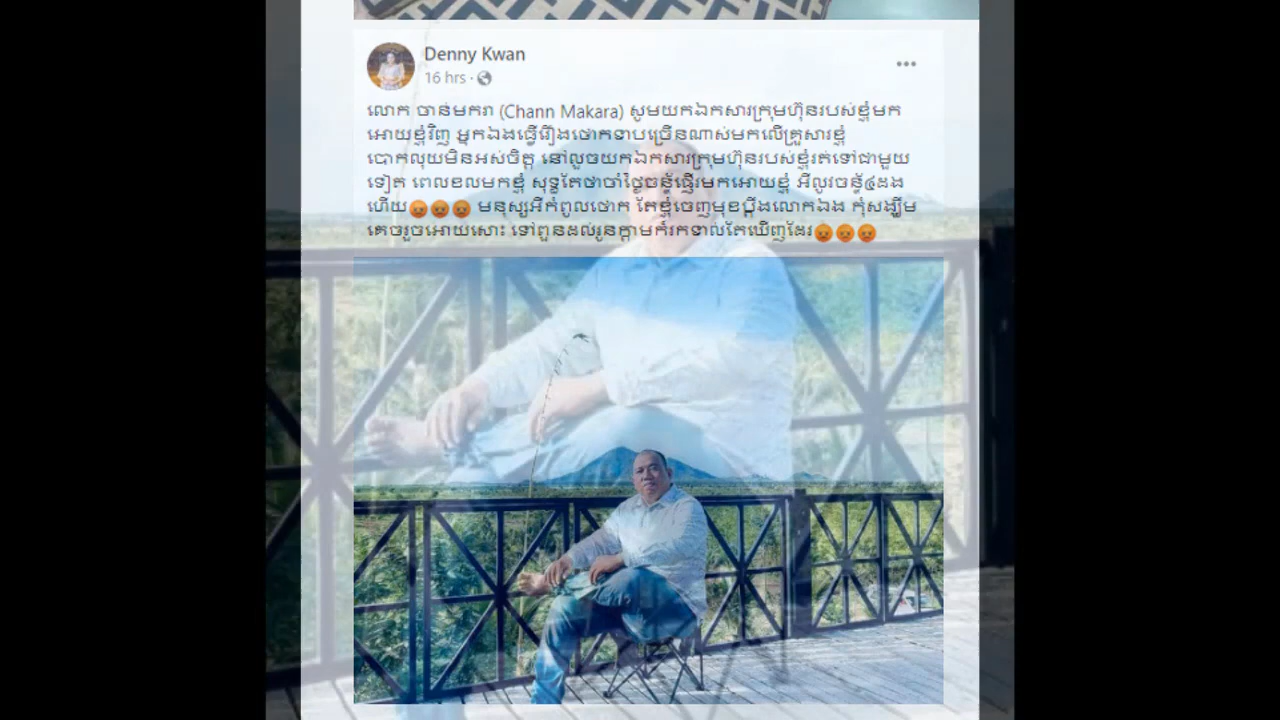 Denny Kwan
16 hrs ·
លោក ចាន់មករា (Chann Makara) សូមយកឯកសារក្រុមហ៊ុនរបស់ខ្ញុំមក
អោយខ្ញុំវិញ អ្នកឯងធ្វើរឿងថោកទាបច្រើនណាស់មកលើគ្រួសារខ្ញុំ
បោកលុយមិនអស់ចិត្ត នៅលួចយកឯកសារក្រុមហ៊ុនរបស់ខ្ញុំរត់ទៅជាមួយ
ទៀត ពេលខលមកខ្ញុំ សុទ្ធតែថាចាំថ្ងៃចន្ទ័ផ្ញើរមកអោយខ្ញុំ អីលូវចន្ទ័៤៥ដង
ហើយ😡😡😡 មនុស្សអីកំពូលថោក តែខ្ញុំចេញមុខប្ដឹងលោកឯង កុំសង្ឃឹម
គេចរួចអោយសោះ ទៅពួនដល់រូនក្ដាមក៏រកទាល់តែឃើញដែរ😡😡😡